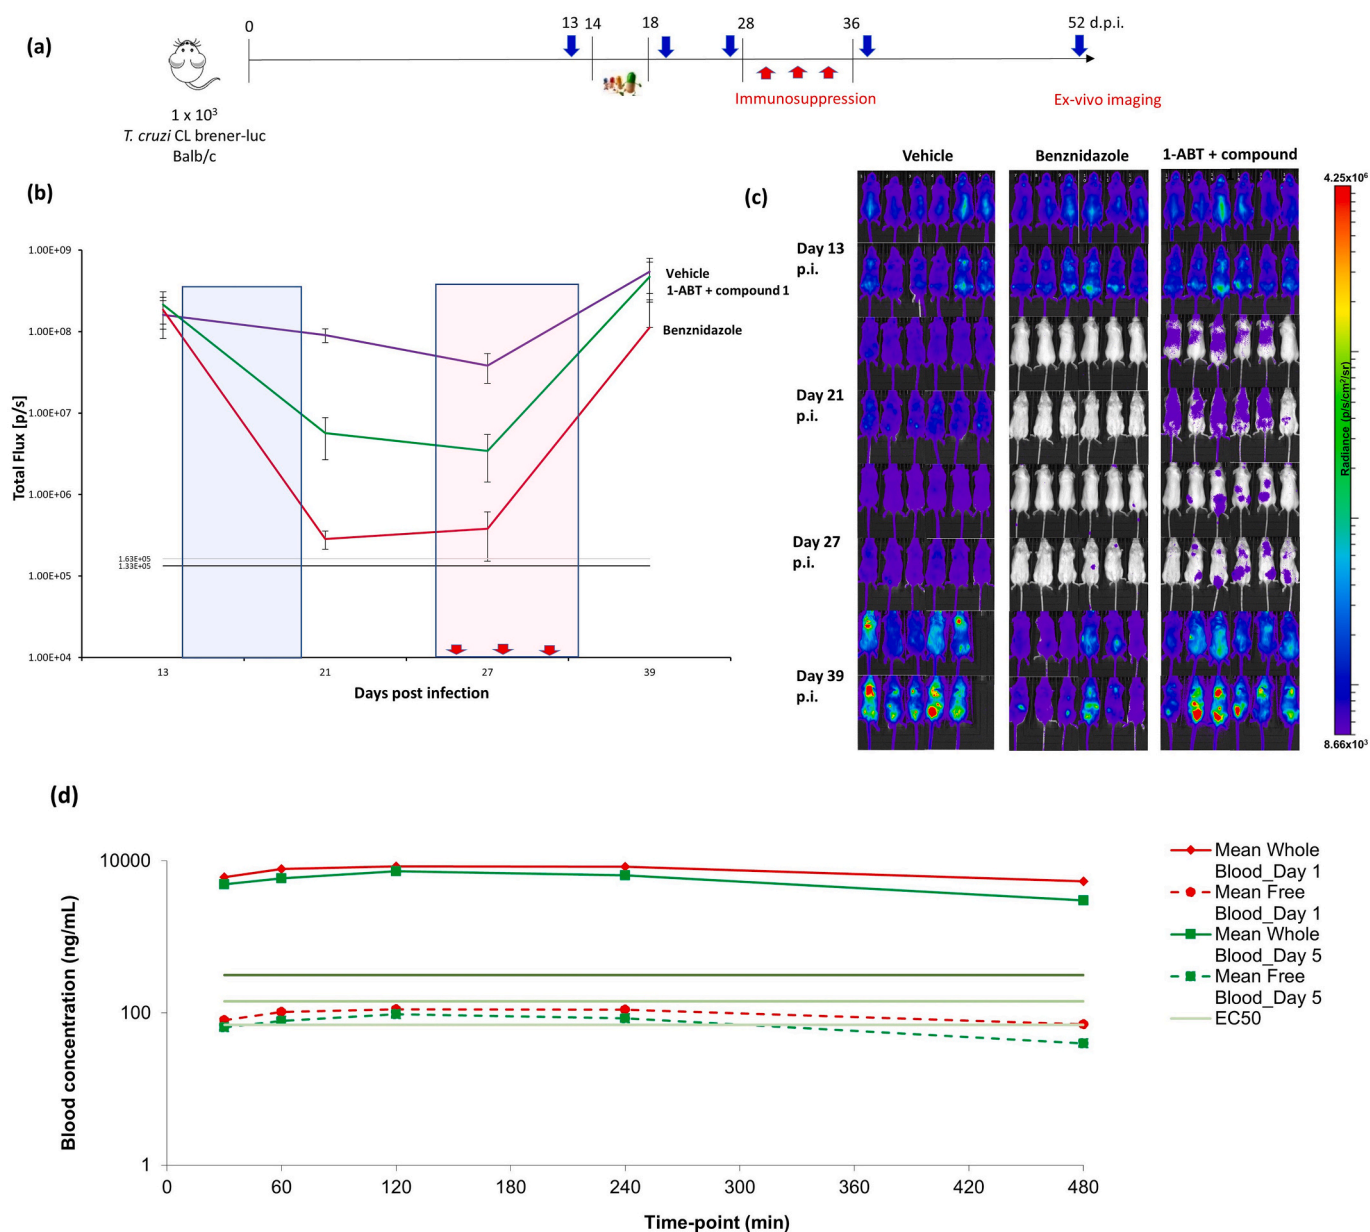 (a)
0
13
14
18
28
36
52 d.p.i.
Immunosuppression
Ex-vivo imaging
1 x 10³
T. cruzi CL brener-luc
Balb/c
(b)
1.00E+09
1.00E+08
1.00E+07
1.00E+06
1.63E+05
1.33E+05
1.00E+05
1.00E+04
Total Flux [p/s]
13
21
27
39
Days post infection
Vehicle
1-ABT + compound 1
Benznidazole
(c)
Vehicle
Benznidazole
1-ABT + compound
Day 13
p.i.
Day 21
p.i.
Day 27
p.i.
Day 39
p.i.
4.25x10⁶
Radiance (p/s/cm²/sr)
8.66x10³
(d)
10000
100
1
Blood concentration (ng/mL)
0
60
120
180
240
300
360
420
480
Time-point (min)
Mean Whole
Blood_Day 1
Mean Free
Blood_Day 1
Mean Whole
Blood_Day 5
Mean Free
Blood_Day 5
EC50